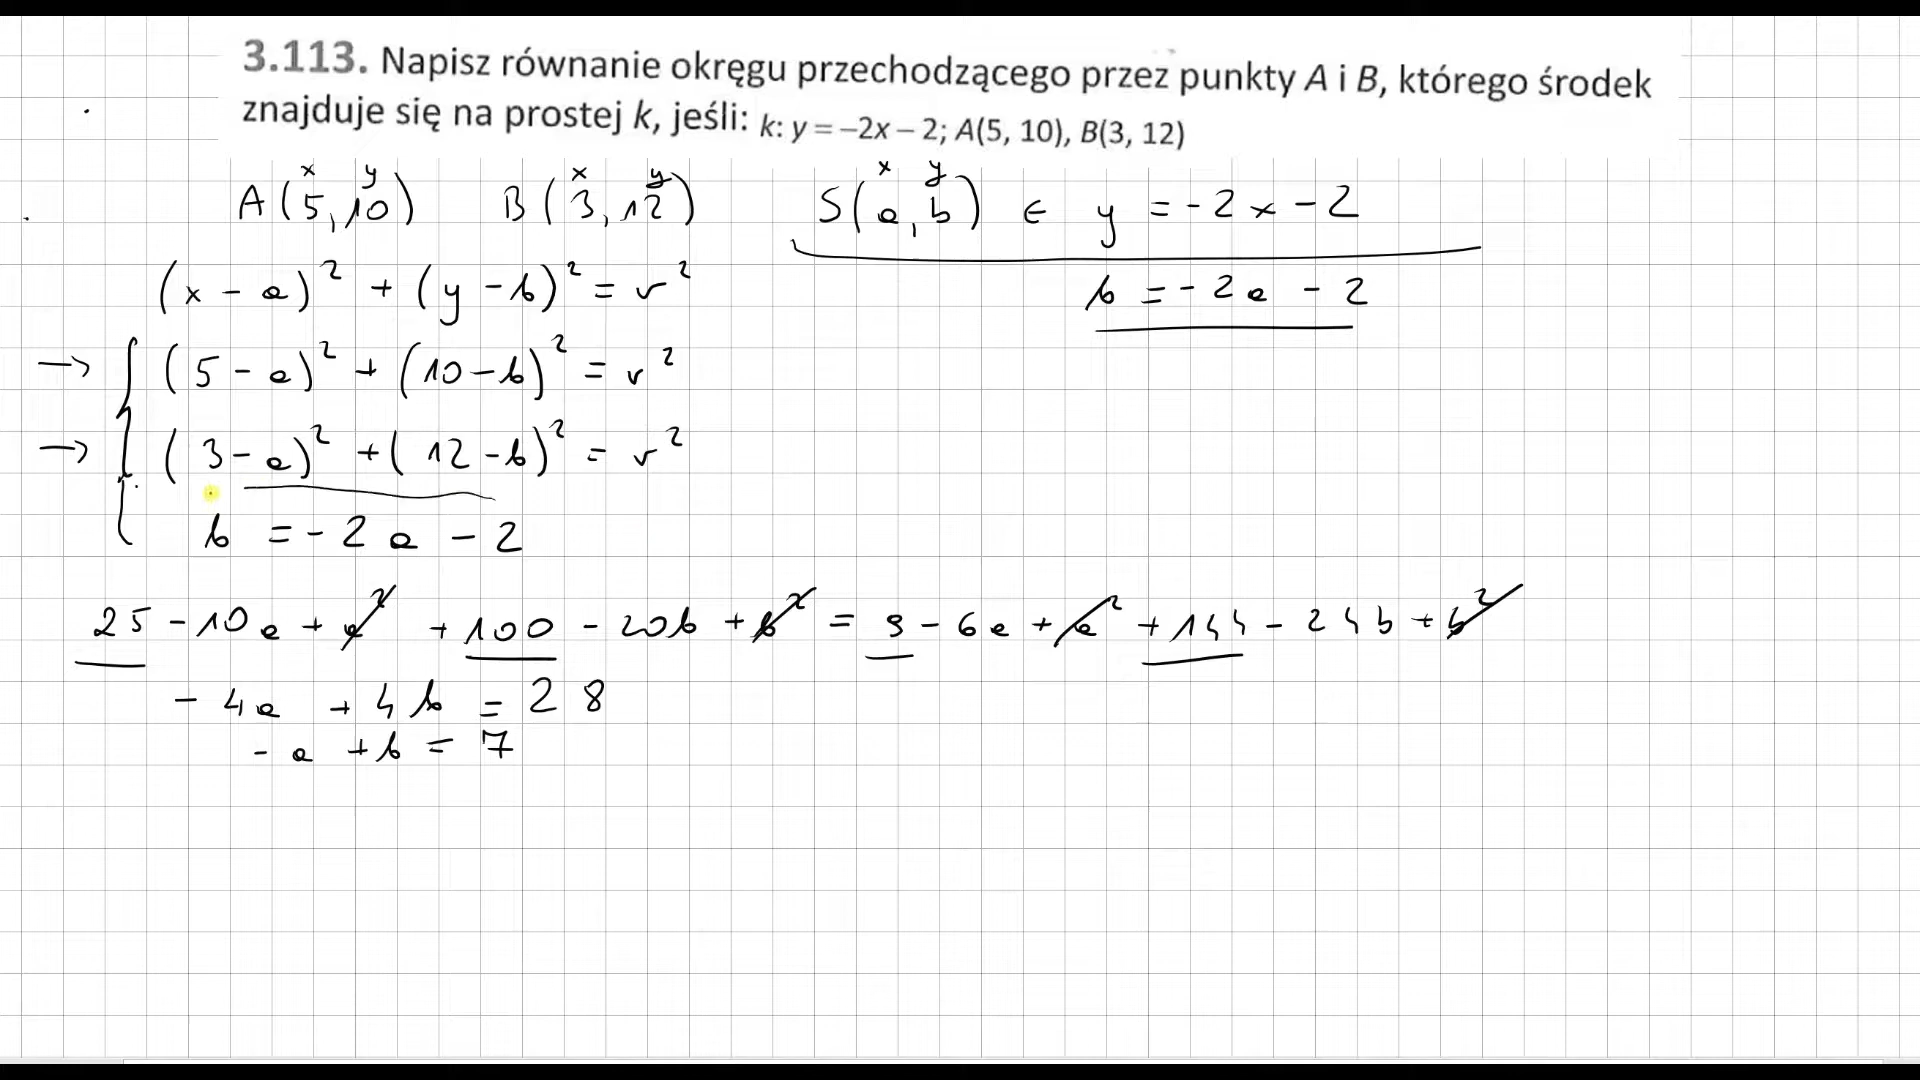 3.113. Napisz równanie okręgu przechodzącego przez punkty A i B, którego środek
znajduje się na prostej k, jeśli: k: y = –2x – 2; A(5, 10), B(3, 12)
x y x y x y
A(5,10) B(3,12) S(a,b) ∈ y = -2x - 2
(x - a)² + (y - b)² = r²
b = -2a - 2
→ (5 - a)² + (10 - b)² = r²
→ (3 - a)² + (12 - b)² = r²
b = -2a - 2
25 - 10a + a² + 100 - 20b + b² = 9 - 6a + a² + 144 - 24b + b²
- 4a + 4b = 28
- a + b = 7